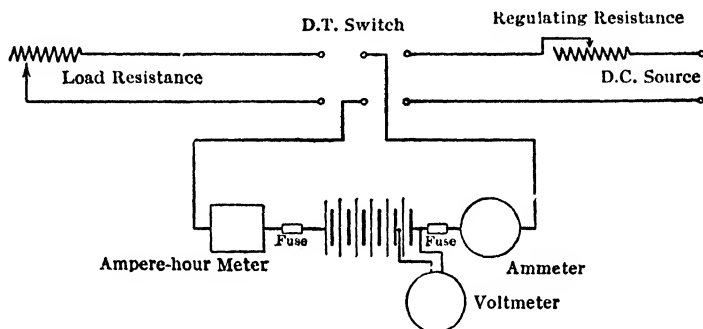 Regulating Resistance
D.T. Switch
Load Resistance
D.C. Source
Fuse
Fuse
Ampere-hour Meter
Ammeter
Voltmeter